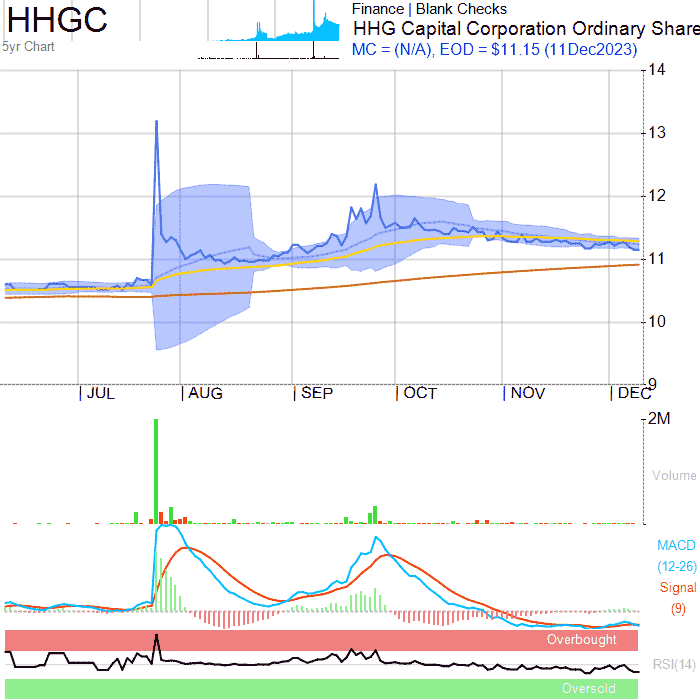 HHGC
5yr Chart
Finance | Blank Checks
HHG Capital Corporation Ordinary Share
MC = (N/A), EOD = $11.15 (11Dec2023)
14
13
12
11
10
9
JUL
AUG
SEP
OCT
NOV
DEC
2M
Volume
MACD
(12-26)
Signal
(9)
Overbought
RSI(14)
Oversold